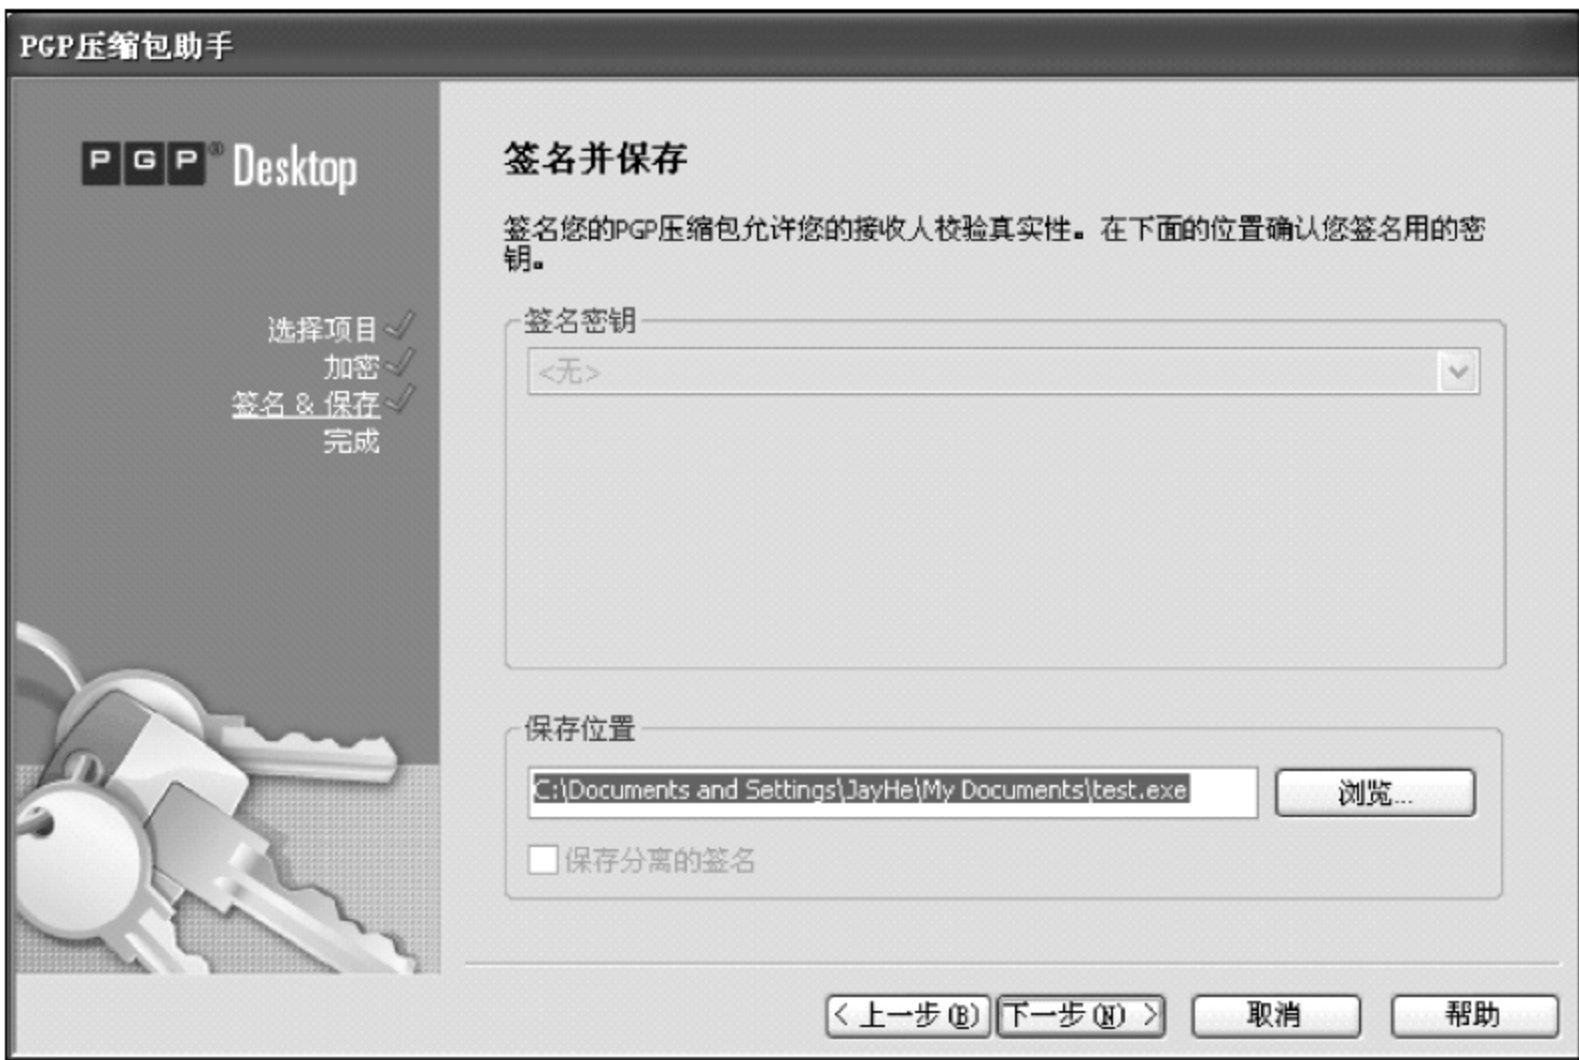 PGP压缩包助手
PGP® Desktop
选择项目
加密
签名 & 保存
完成
签名并保存
签名您的PGP压缩包允许您的接收人校验真实性。在下面的位置确认您签名用的密
钥。
签名密钥
<无>
保存位置
C:\Documents and Settings\JayHe\My Documents\test.exe
浏览...
保存分离的签名
< 上一步(B)
下一步(N) >
取消
帮助